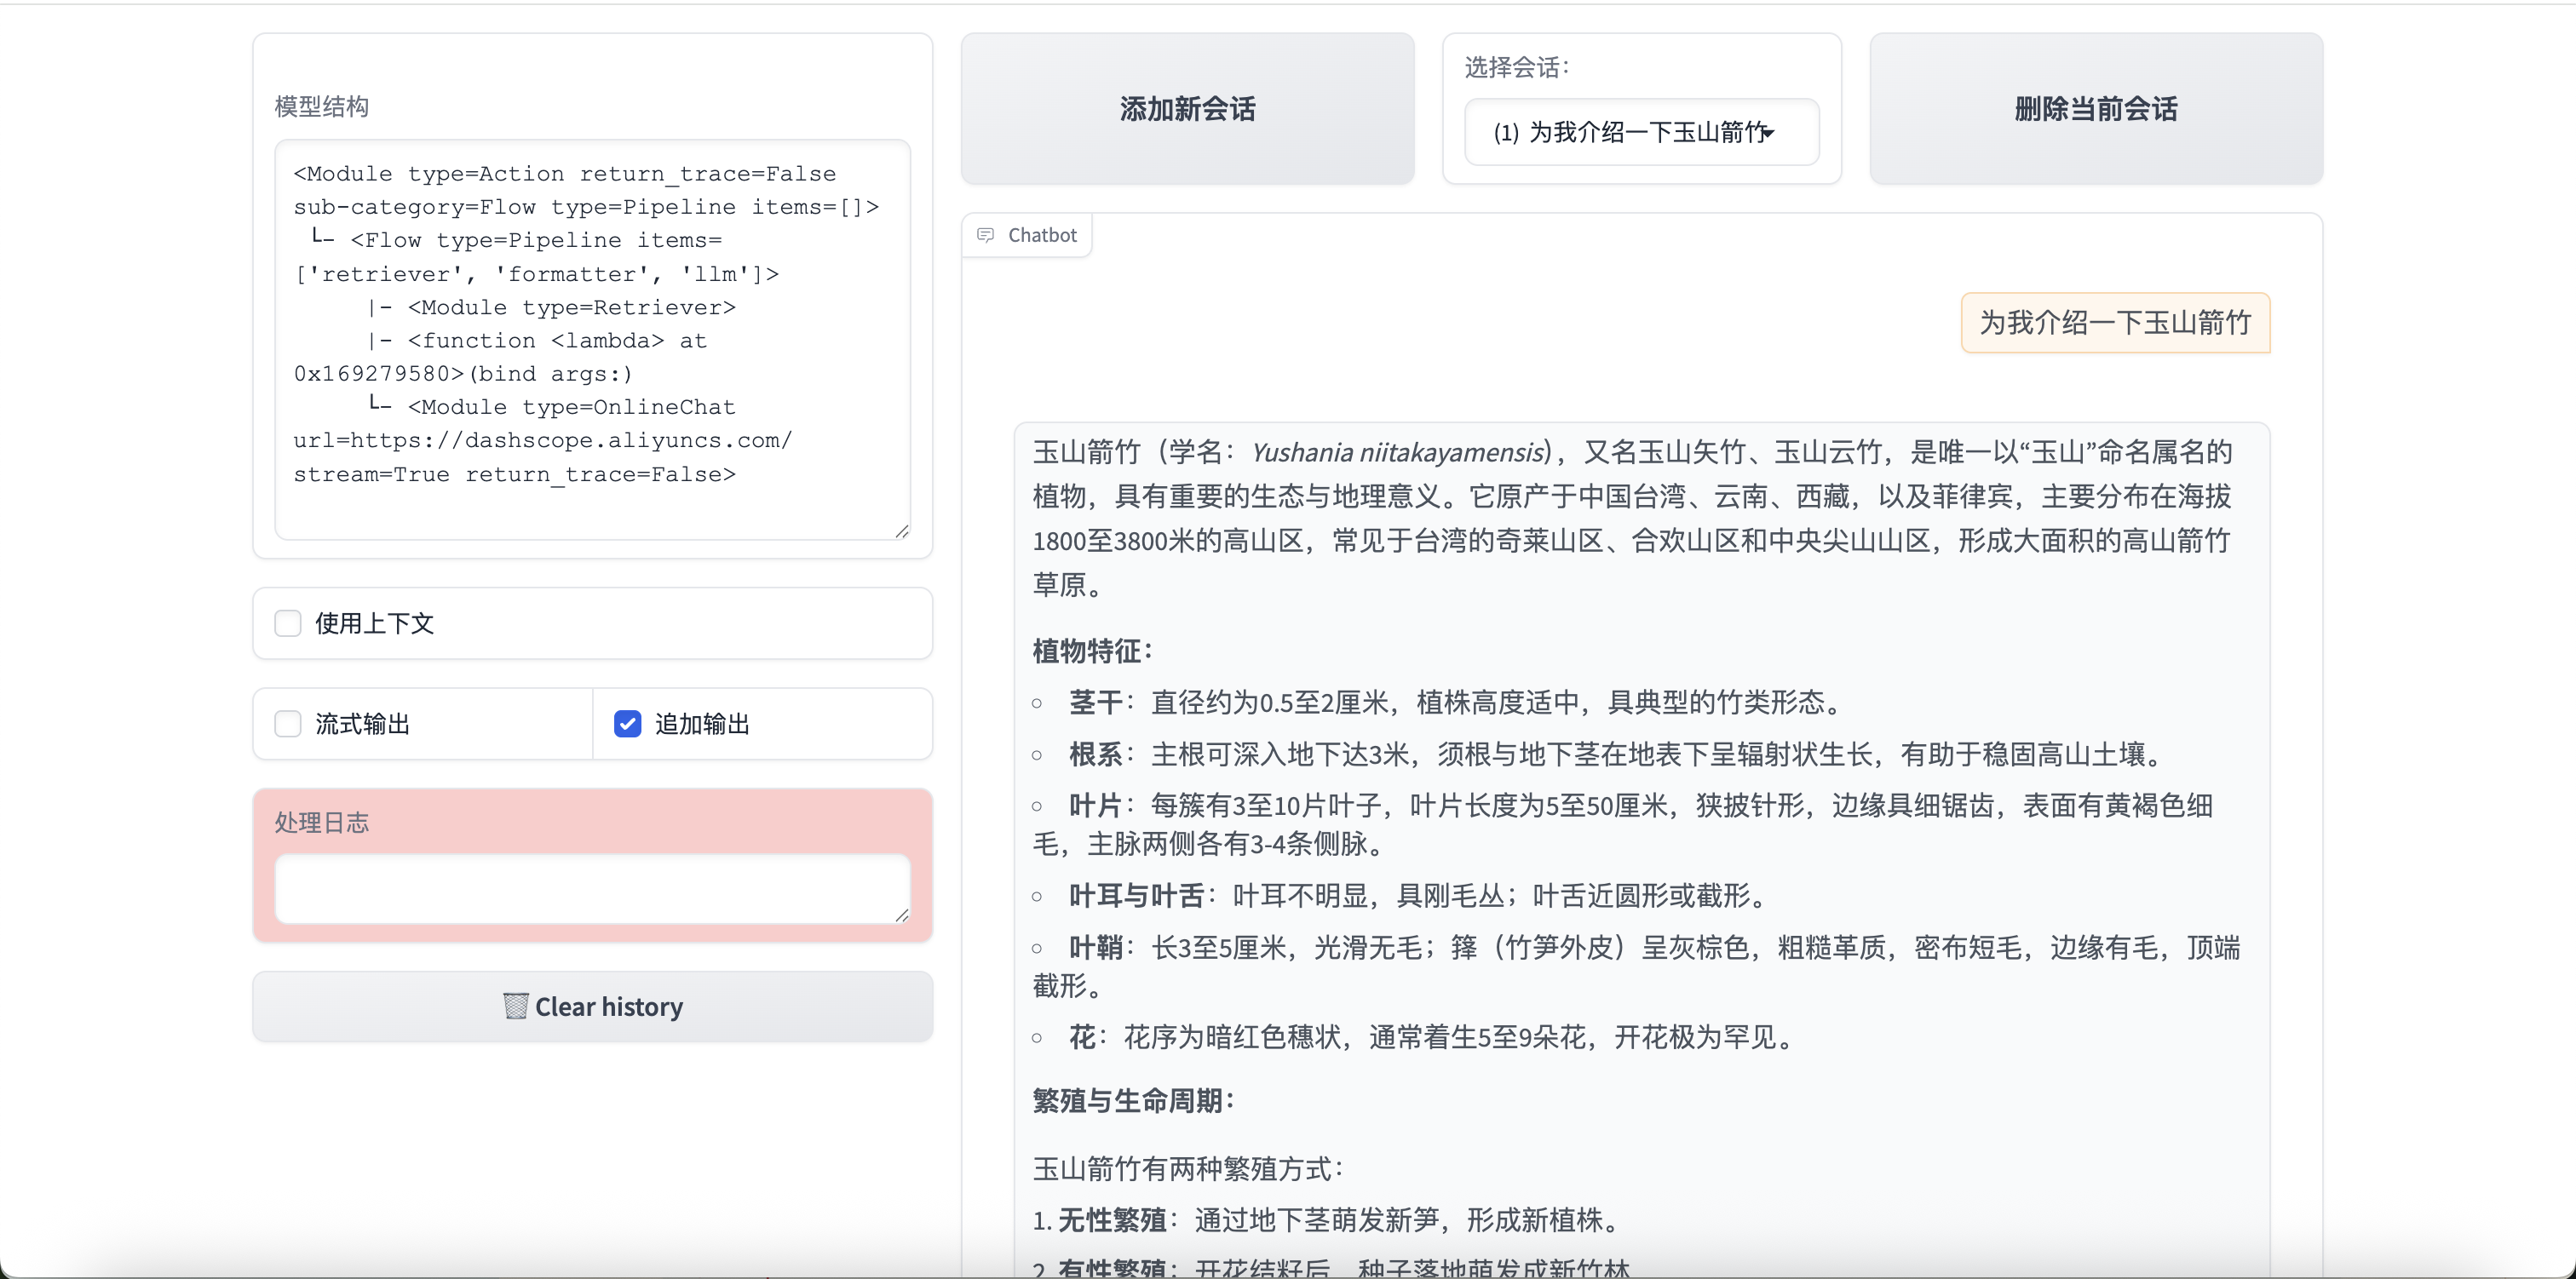 模型结构
<Module type=Action return_trace=False
sub-category=Flow type=Pipeline items=[]>
 └- <Flow type=Pipeline items=
['retriever', 'formatter', 'llm']>
     |- <Module type=Retriever>
     |- <function <lambda> at
0x169279580>(bind args:)
     └- <Module type=OnlineChat
url=https://dashscope.aliyuncs.com/
stream=True return_trace=False>
使用上下文
流式输出
追加输出
处理日志
🗑️ Clear history
添加新会话
选择会话：
(1) 为我介绍一下玉山箭竹
删除当前会话
Chatbot
为我介绍一下玉山箭竹
玉山箭竹（学名：Yushania niitakayamensis），又名玉山矢竹、玉山云竹，是唯一以“玉山”命名属名的
植物，具有重要的生态与地理意义。它原产于中国台湾、云南、西藏，以及菲律宾，主要分布在海拔
1800至3800米的高山区，常见于台湾的奇莱山区、合欢山区和中央尖山山区，形成大面积的高山箭竹
草原。
植物特征：
○ 茎干：直径约为0.5至2厘米，植株高度适中，具典型的竹类形态。
○ 根系：主根可深入地下达3米，须根与地下茎在地表下呈辐射状生长，有助于稳固高山土壤。
○ 叶片：每簇有3至10片叶子，叶片长度为5至50厘米，狭披针形，边缘具细锯齿，表面有黄褐色细
毛，主脉两侧各有3-4条侧脉。
○ 叶耳与叶舌：叶耳不明显，具刚毛丛；叶舌近圆形或截形。
○ 叶鞘：长3至5厘米，光滑无毛；箨（竹笋外皮）呈灰棕色，粗糙革质，密布短毛，边缘有毛，顶端
截形。
○ 花：花序为暗红色穗状，通常着生5至9朵花，开花极为罕见。
繁殖与生命周期：
玉山箭竹有两种繁殖方式：
1. 无性繁殖：通过地下茎萌发新笋，形成新植株。
2. 有性繁殖：开花结籽后，种子落地萌发成新竹林